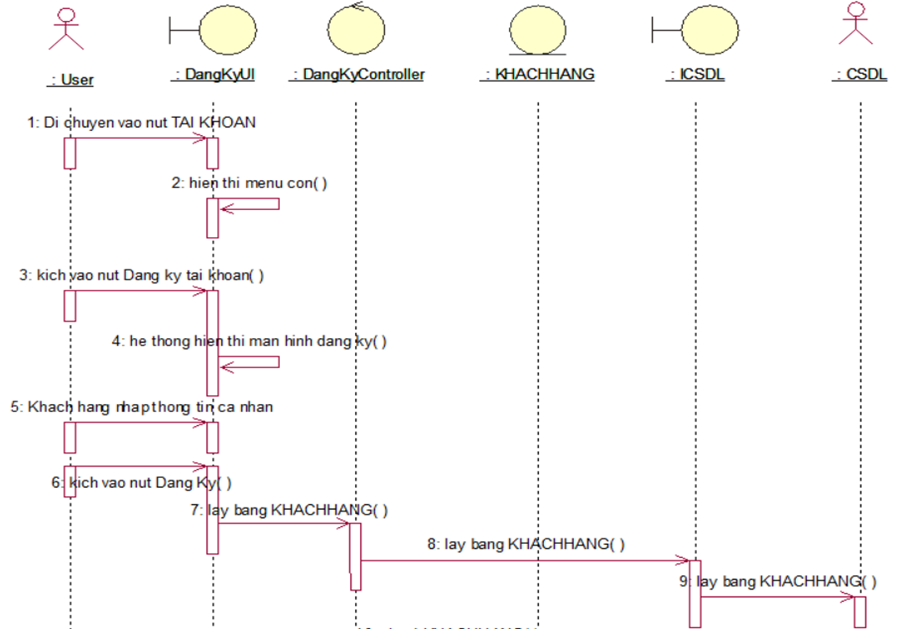 : User
: DangKyUI
: DangKyController
: KHACHHANG
: ICSDL
: CSDL
1: Di chuyen vao nut TAI KHOAN
2: hien thi menu con( )
3: kich vao nut Dang ky tai khoan( )
4: he thong hien thi man hinh dang ky( )
5: Khach hang nhap thong tin ca nhan
6: kich vao nut Dang Ky( )
7: lay bang KHACHHANG( )
8: lay bang KHACHHANG( )
9: lay bang KHACHHANG( )